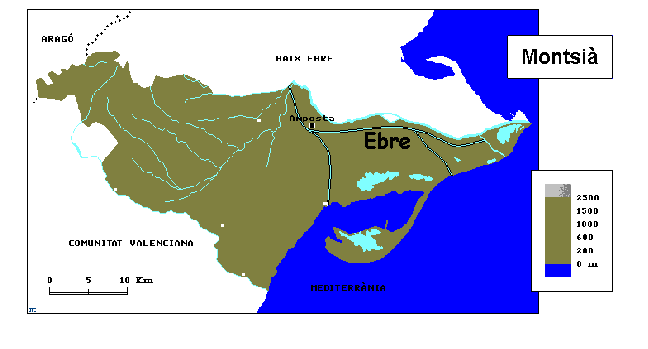 ARAGÓ
BAIX EBRE
Montsià
Amposta
Ebre
COMUNITAT VALENCIANA
2500
1500
1000
600
200
0 m
0 5 10 Km
MEDITERRÀNIA